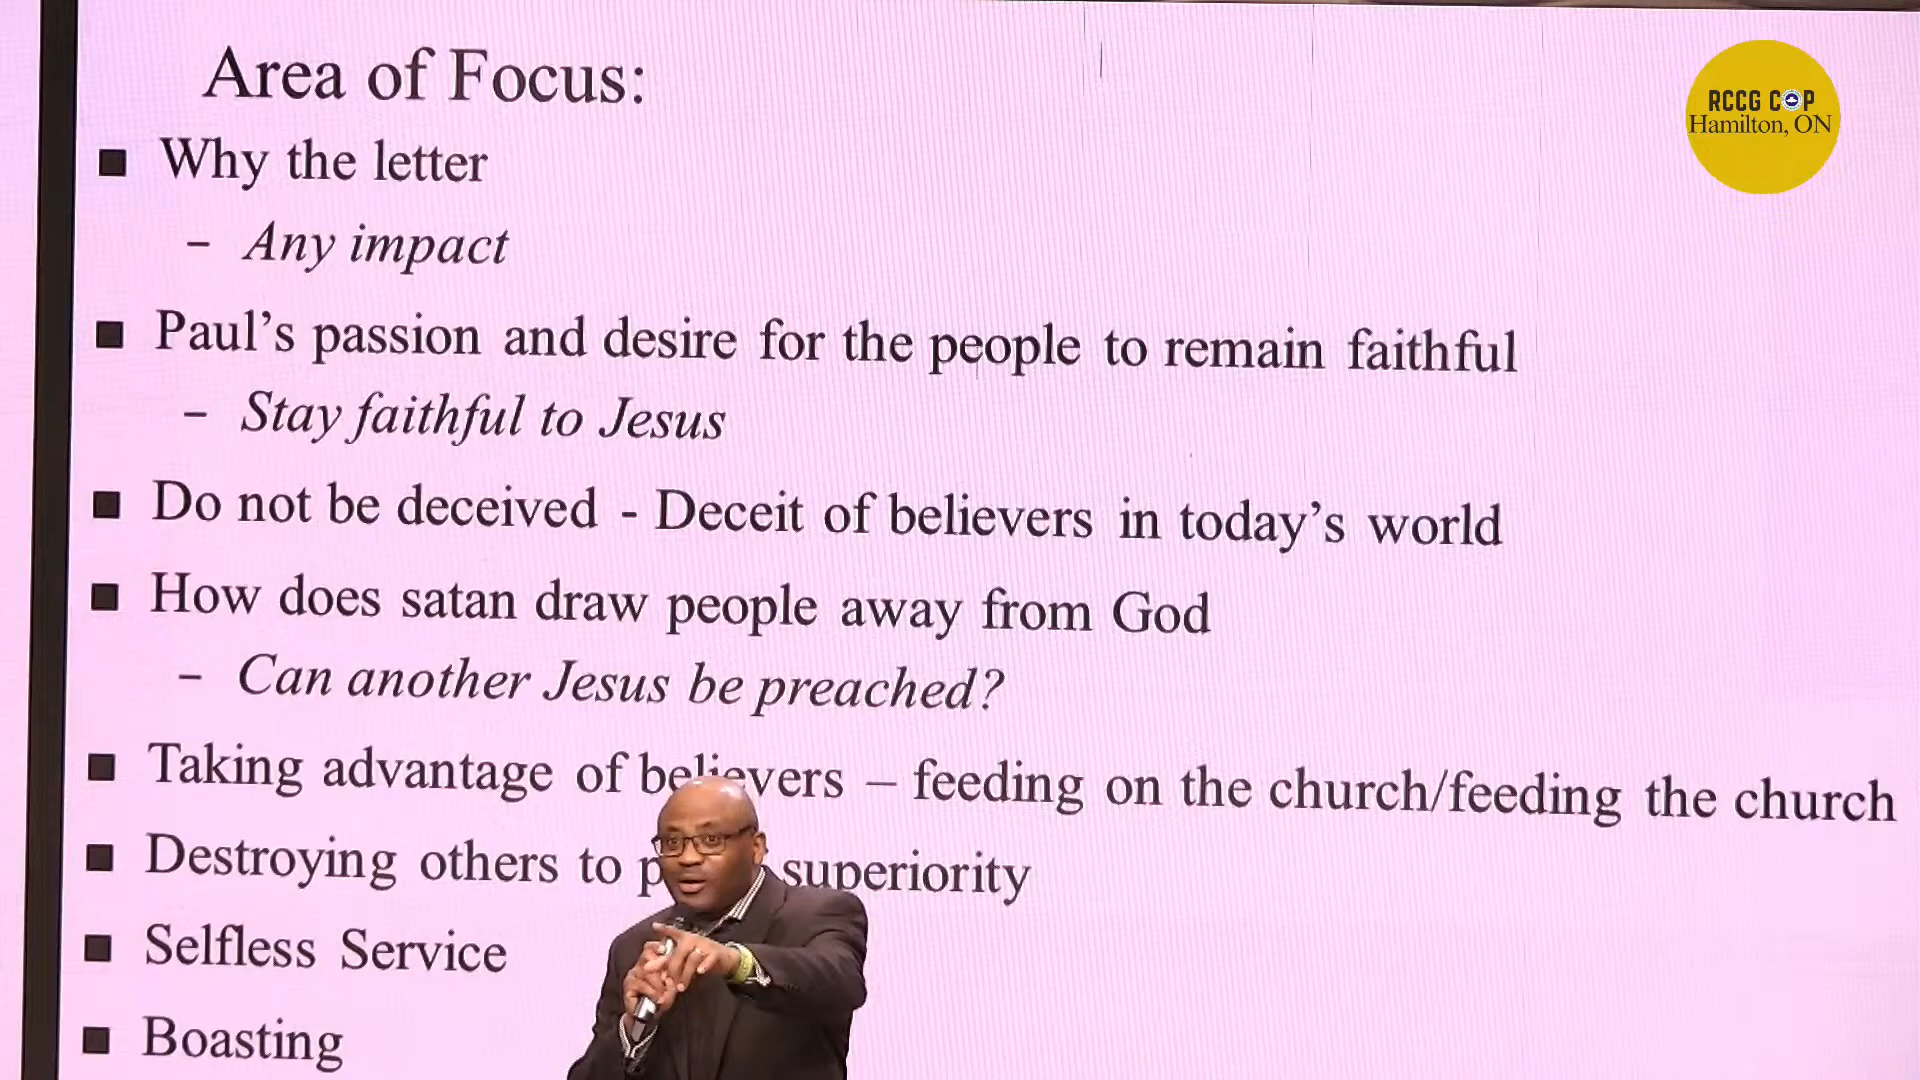 Area of Focus:
RCCG COP
Hamilton, ON
■ Why the letter
– Any impact
■ Paul’s passion and desire for the people to remain faithful
– Stay faithful to Jesus
■ Do not be deceived - Deceit of believers in today’s world
■ How does satan draw people away from God
– Can another Jesus be preached?
■ Taking advantage of believers – feeding on the church/feeding the church
■ Destroying others to superiority
■ Selfless Service
■ Boasting